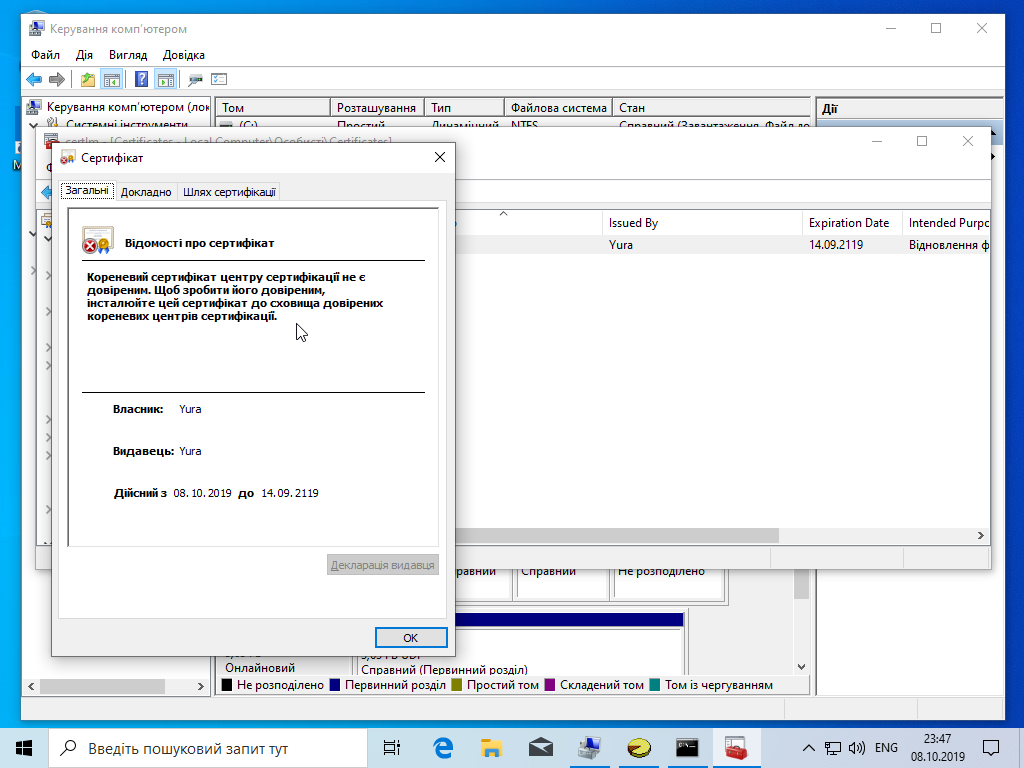 Керування комп'ютером
Файл Дія Вигляд Довідка
Керування комп'ютером (лок
Системні інструменти
Том Розташування Тип Файлова система Стан
(C:) Простий Динамічний NTFS Справний (Завантаження, Файл
Дії
certlm - [Certificates - Local Computer\Особисті\Certificates]
Issued By Expiration Date Intended Purpo
Yura 14.09.2119 Відновлення ф
Сертифікат
Загальні Докладно Шлях сертифікації
Відомості про сертифікат
Кореневий сертифікат центру сертифікації не є
довіреним. Щоб зробити його довіреним,
інсталюйте цей сертифікат до сховища довірених
кореневих центрів сертифікації.
Власник: Yura
Видавець: Yura
Дійсний з 08.10.2019 до 14.09.2119
Декларація видавця
OK
Справний Не розподілено
Онлайновий
Справний (Первинний розділ)
Не розподілено Первинний розділ Простий том Складений том Том із чергуванням
Введіть пошуковий запит тут
ENG
23:47
08.10.2019